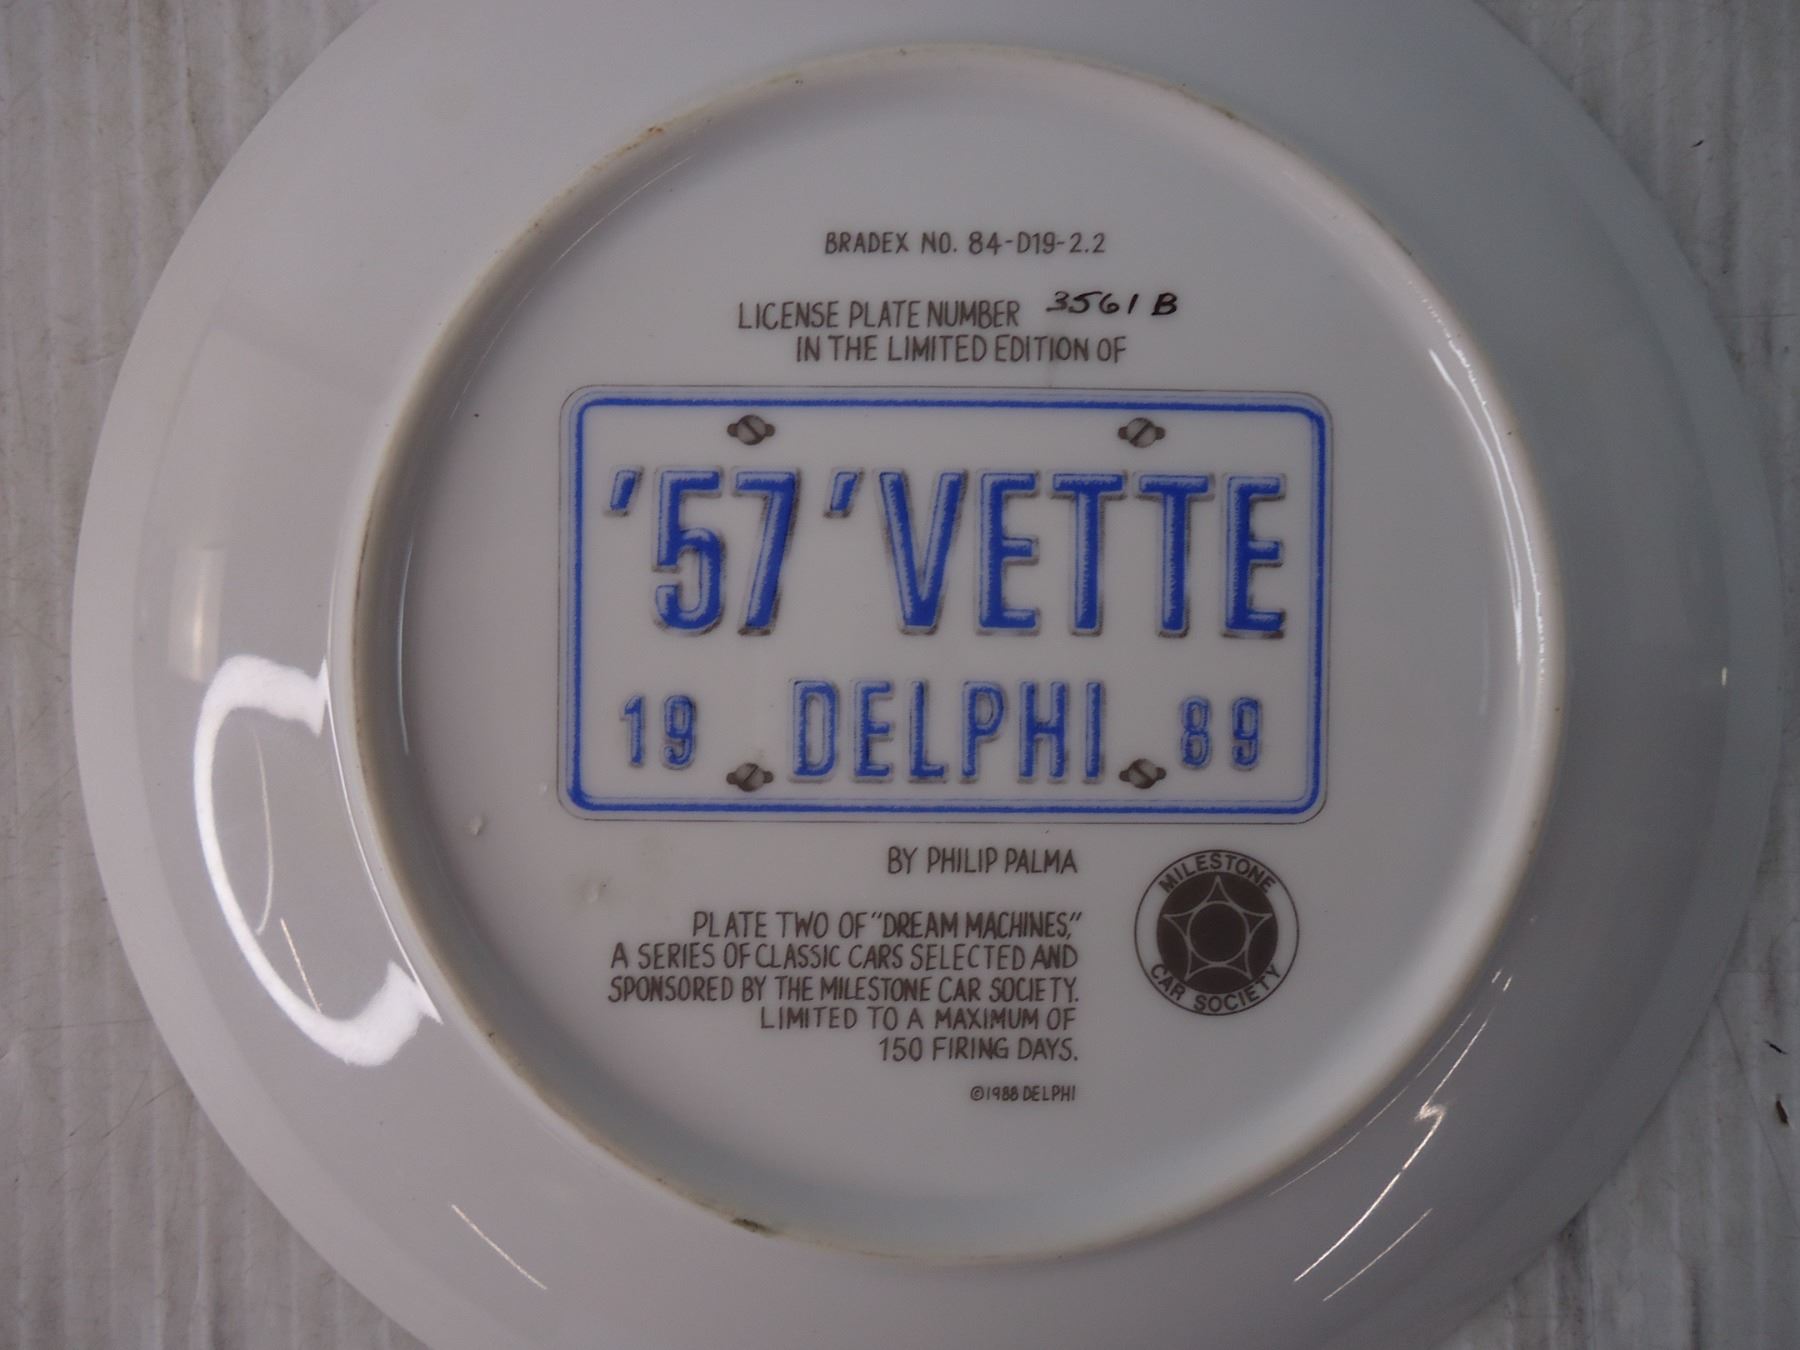 BRADEX NO. 84-D19-2.2
LICENSE PLATE NUMBER 3561 B
IN THE LIMITED EDITION OF
'57 'VETTE
19 DELPHI 89
BY PHILIP PALMA
PLATE TWO OF "DREAM MACHINES,"
A SERIES OF CLASSIC CARS SELECTED AND
SPONSORED BY THE MILESTONE CAR SOCIETY.
LIMITED TO A MAXIMUM OF
150 FIRING DAYS.
©1988 DELPHI
MILESTONE
CAR SOCIETY